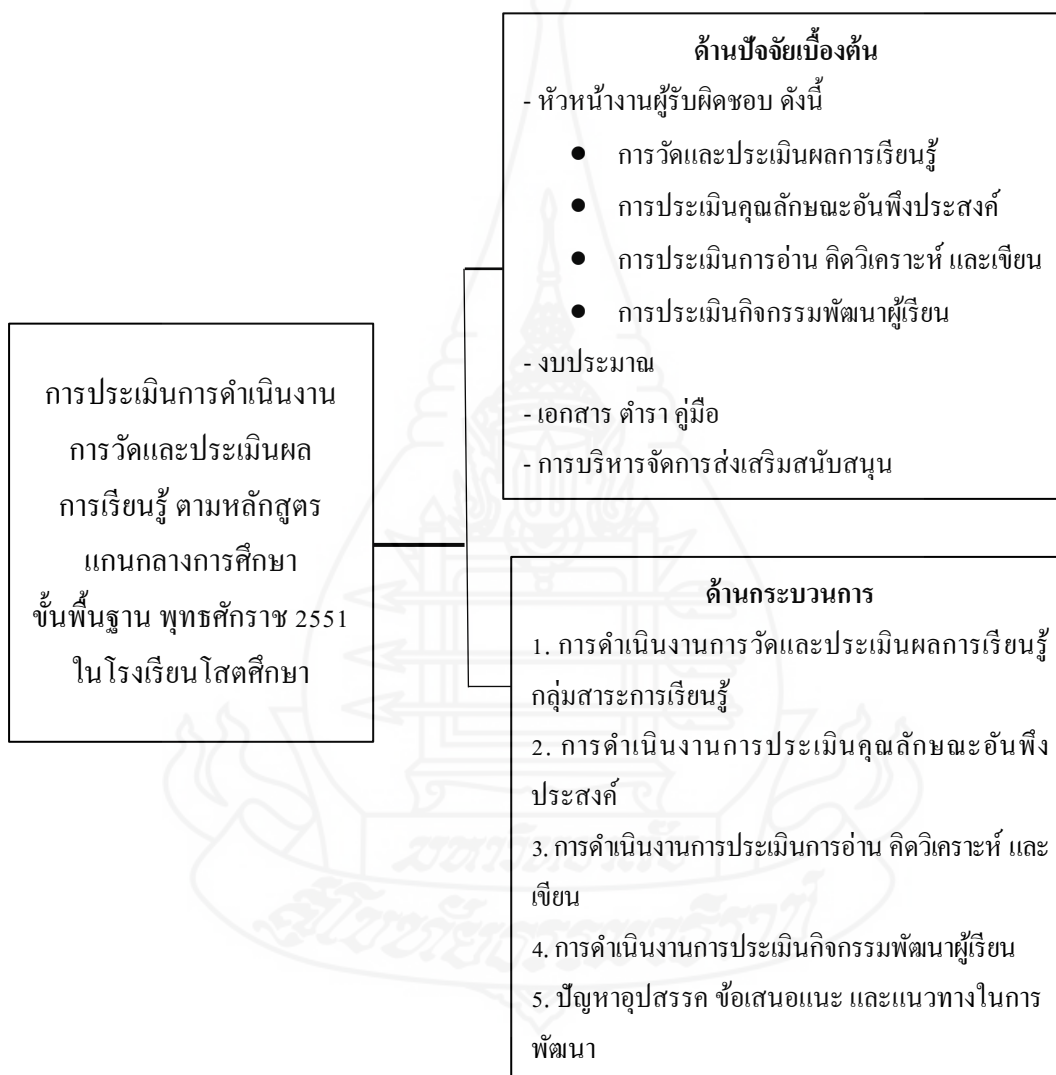 ด้านปัจจัยเบื้องต้น
- หัวหน้างานผู้รับผิดชอบ ดังนี้
● การวัดและประเมินผลการเรียนรู้
● การประเมินคุณลักษณะอันพึงประสงค์
● การประเมินการอ่าน คิดวิเคราะห์ และเขียน
● การประเมินกิจกรรมพัฒนาผู้เรียน
- งบประมาณ
- เอกสาร ตำรา คู่มือ
- การบริหารจัดการส่งเสริมสนับสนุน
การประเมินการดำเนินงาน
การวัดและประเมินผล
การเรียนรู้ ตามหลักสูตร
แกนกลางการศึกษา
ขั้นพื้นฐาน พุทธศักราช 2551
ในโรงเรียนโสตศึกษา
ด้านกระบวนการ
1. การดำเนินงานการวัดและประเมินผลการเรียนรู้
กลุ่มสาระการเรียนรู้
2. การดำเนินงานการประเมินคุณลักษณะอันพึง
ประสงค์
3. การดำเนินงานการประเมินการอ่าน คิดวิเคราะห์ และ
เขียน
4. การดำเนินงานการประเมินกิจกรรมพัฒนาผู้เรียน
5. ปัญหาอุปสรรค ข้อเสนอแนะ และแนวทางในการ
พัฒนา
มหาวิทยาลัย
สุโขทัยธรรมาธิราช